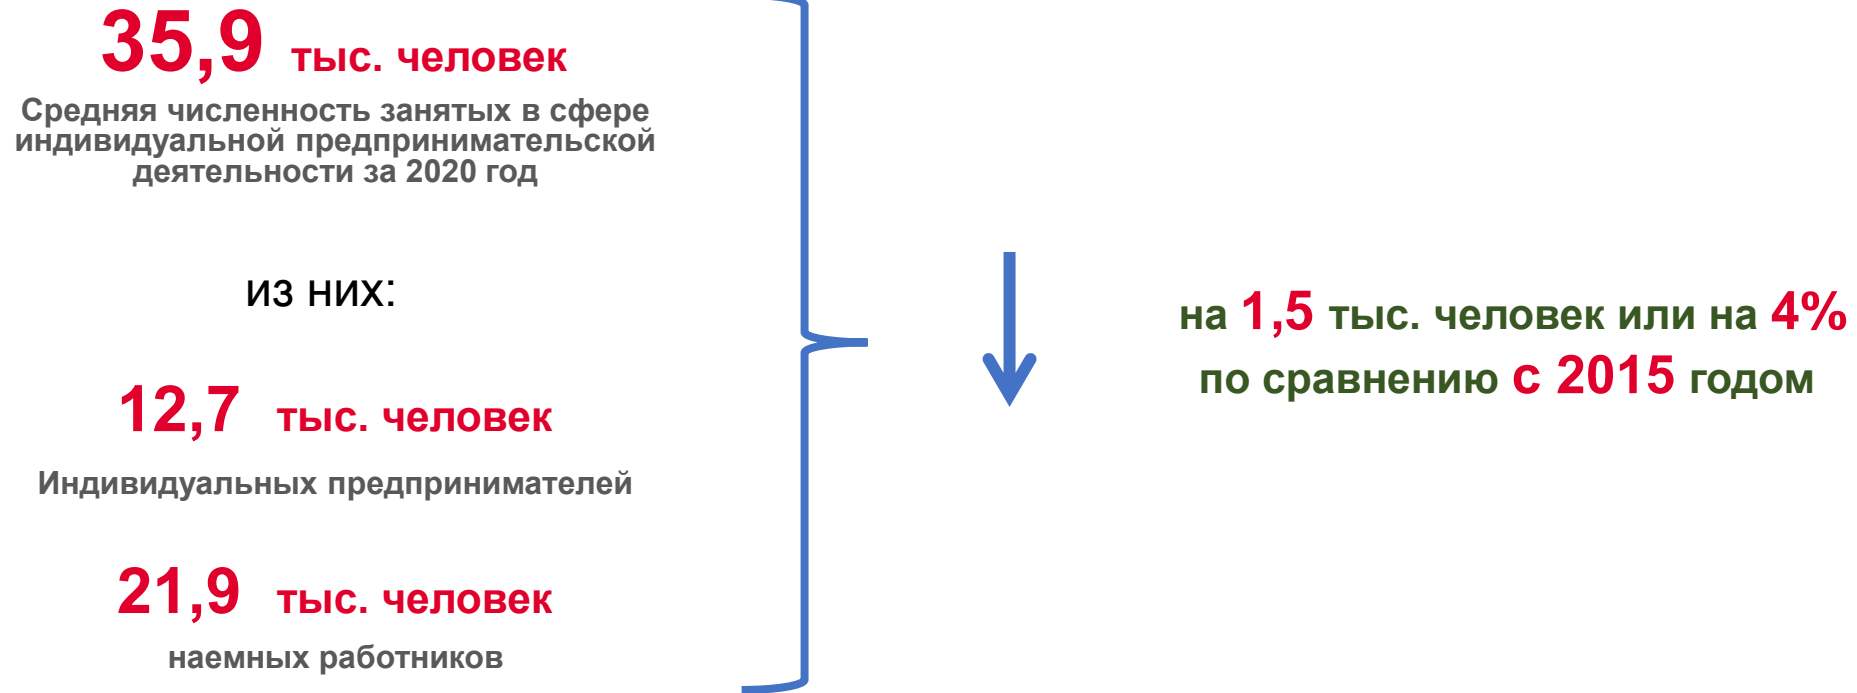 35,9 тыс. человек
Средняя численность занятых в сфере
индивидуальной предпринимательской
деятельности за 2020 год
из них:
12,7 тыс. человек
Индивидуальных предпринимателей
21,9 тыс. человек
наемных работников
на 1,5 тыс. человек или на 4%
по сравнению с 2015 годом